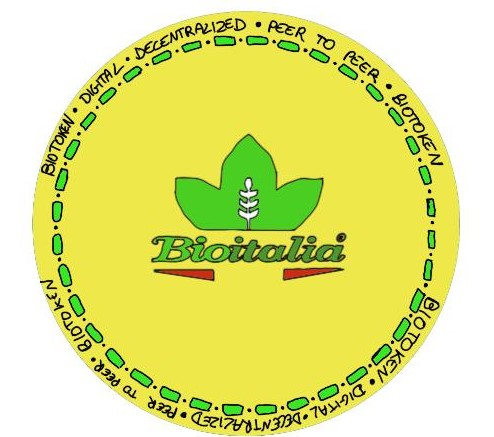 BIOTOKEN • DIGITAL • DECENTRALIZED • PEER TO PEER • BIOTOKEN
Bioitalia®
BIOTOKEN • DIGITAL • DECENTRALIZED • PEER TO PEER • BIOTOKEN